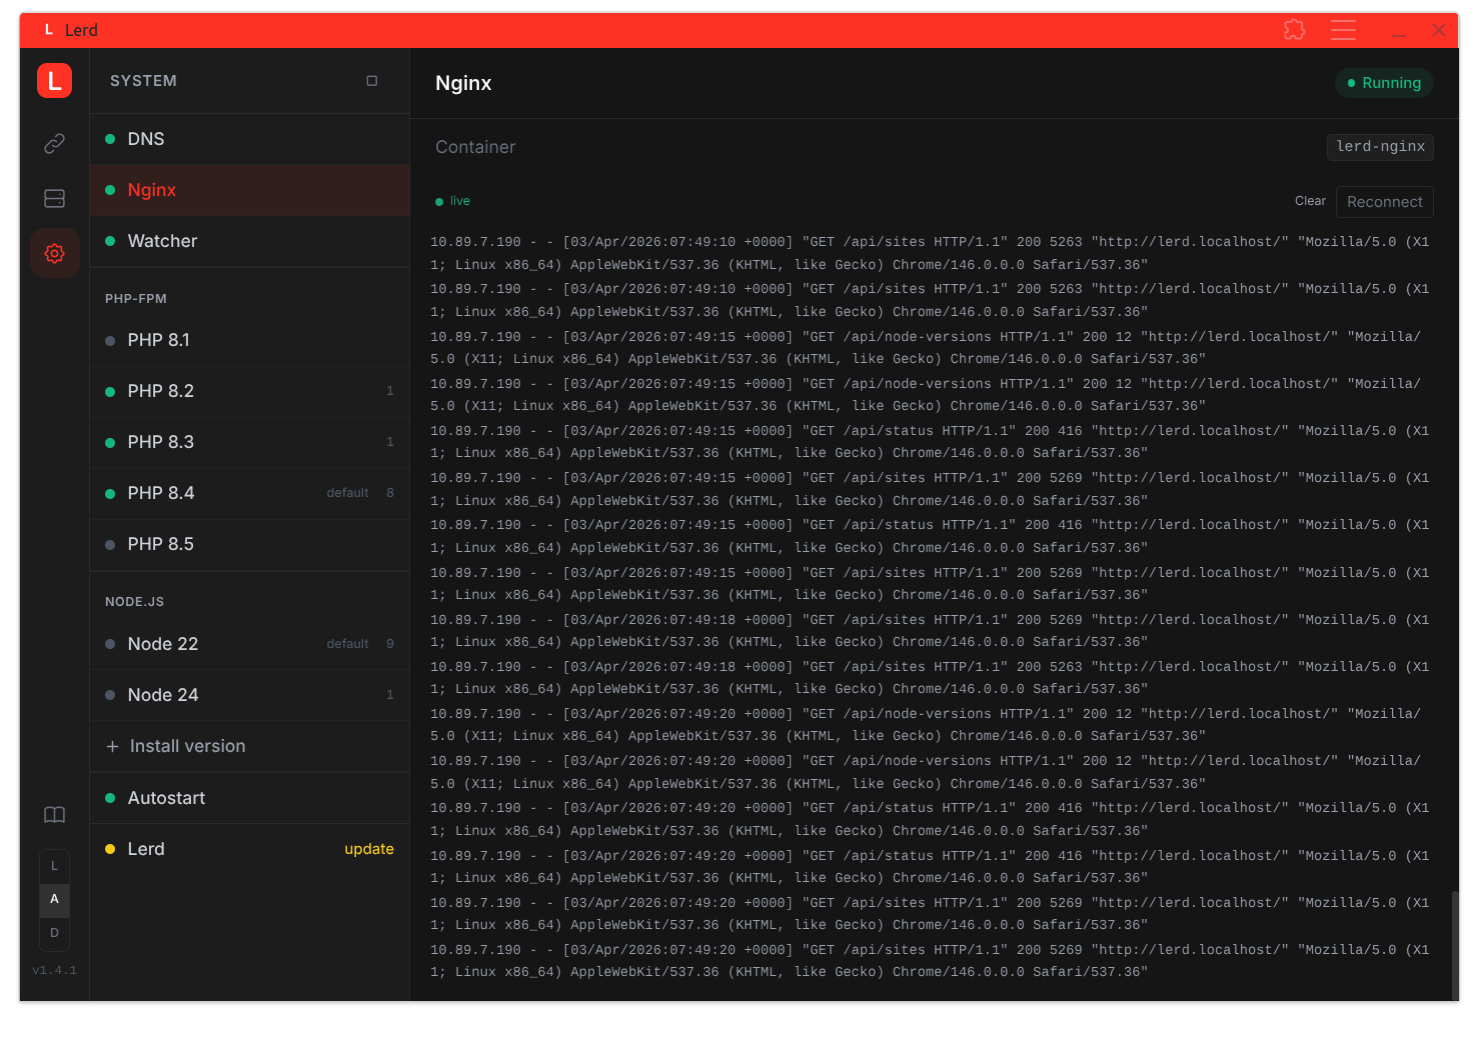 L Lerd
L
SYSTEM
DNS
Nginx
Watcher
PHP-FPM
PHP 8.1
PHP 8.2 1
PHP 8.3 1
PHP 8.4 default 8
PHP 8.5
NODE.JS
Node 22 default 9
Node 24 1
+ Install version
Autostart
Lerd update
L
A
D
v1.4.1
Nginx Running
Container lerd-nginx
live Clear Reconnect
10.89.7.190 - - [03/Apr/2026:07:49:10 +0000] "GET /api/sites HTTP/1.1" 200 5263 "http://lerd.localhost/" "Mozilla/5.0 (X1
1; Linux x86_64) AppleWebKit/537.36 (KHTML, like Gecko) Chrome/146.0.0.0 Safari/537.36"
10.89.7.190 - - [03/Apr/2026:07:49:10 +0000] "GET /api/sites HTTP/1.1" 200 5263 "http://lerd.localhost/" "Mozilla/5.0 (X1
1; Linux x86_64) AppleWebKit/537.36 (KHTML, like Gecko) Chrome/146.0.0.0 Safari/537.36"
10.89.7.190 - - [03/Apr/2026:07:49:15 +0000] "GET /api/node-versions HTTP/1.1" 200 12 "http://lerd.localhost/" "Mozilla/
5.0 (X11; Linux x86_64) AppleWebKit/537.36 (KHTML, like Gecko) Chrome/146.0.0.0 Safari/537.36"
10.89.7.190 - - [03/Apr/2026:07:49:15 +0000] "GET /api/node-versions HTTP/1.1" 200 12 "http://lerd.localhost/" "Mozilla/
5.0 (X11; Linux x86_64) AppleWebKit/537.36 (KHTML, like Gecko) Chrome/146.0.0.0 Safari/537.36"
10.89.7.190 - - [03/Apr/2026:07:49:15 +0000] "GET /api/status HTTP/1.1" 200 416 "http://lerd.localhost/" "Mozilla/5.0 (X1
1; Linux x86_64) AppleWebKit/537.36 (KHTML, like Gecko) Chrome/146.0.0.0 Safari/537.36"
10.89.7.190 - - [03/Apr/2026:07:49:15 +0000] "GET /api/sites HTTP/1.1" 200 5269 "http://lerd.localhost/" "Mozilla/5.0 (X1
1; Linux x86_64) AppleWebKit/537.36 (KHTML, like Gecko) Chrome/146.0.0.0 Safari/537.36"
10.89.7.190 - - [03/Apr/2026:07:49:15 +0000] "GET /api/status HTTP/1.1" 200 416 "http://lerd.localhost/" "Mozilla/5.0 (X1
1; Linux x86_64) AppleWebKit/537.36 (KHTML, like Gecko) Chrome/146.0.0.0 Safari/537.36"
10.89.7.190 - - [03/Apr/2026:07:49:15 +0000] "GET /api/sites HTTP/1.1" 200 5269 "http://lerd.localhost/" "Mozilla/5.0 (X1
1; Linux x86_64) AppleWebKit/537.36 (KHTML, like Gecko) Chrome/146.0.0.0 Safari/537.36"
10.89.7.190 - - [03/Apr/2026:07:49:18 +0000] "GET /api/sites HTTP/1.1" 200 5269 "http://lerd.localhost/" "Mozilla/5.0 (X1
1; Linux x86_64) AppleWebKit/537.36 (KHTML, like Gecko) Chrome/146.0.0.0 Safari/537.36"
10.89.7.190 - - [03/Apr/2026:07:49:18 +0000] "GET /api/sites HTTP/1.1" 200 5263 "http://lerd.localhost/" "Mozilla/5.0 (X1
1; Linux x86_64) AppleWebKit/537.36 (KHTML, like Gecko) Chrome/146.0.0.0 Safari/537.36"
10.89.7.190 - - [03/Apr/2026:07:49:20 +0000] "GET /api/node-versions HTTP/1.1" 200 12 "http://lerd.localhost/" "Mozilla/
5.0 (X11; Linux x86_64) AppleWebKit/537.36 (KHTML, like Gecko) Chrome/146.0.0.0 Safari/537.36"
10.89.7.190 - - [03/Apr/2026:07:49:20 +0000] "GET /api/node-versions HTTP/1.1" 200 12 "http://lerd.localhost/" "Mozilla/
5.0 (X11; Linux x86_64) AppleWebKit/537.36 (KHTML, like Gecko) Chrome/146.0.0.0 Safari/537.36"
10.89.7.190 - - [03/Apr/2026:07:49:20 +0000] "GET /api/status HTTP/1.1" 200 416 "http://lerd.localhost/" "Mozilla/5.0 (X1
1; Linux x86_64) AppleWebKit/537.36 (KHTML, like Gecko) Chrome/146.0.0.0 Safari/537.36"
10.89.7.190 - - [03/Apr/2026:07:49:20 +0000] "GET /api/status HTTP/1.1" 200 416 "http://lerd.localhost/" "Mozilla/5.0 (X1
1; Linux x86_64) AppleWebKit/537.36 (KHTML, like Gecko) Chrome/146.0.0.0 Safari/537.36"
10.89.7.190 - - [03/Apr/2026:07:49:20 +0000] "GET /api/sites HTTP/1.1" 200 5269 "http://lerd.localhost/" "Mozilla/5.0 (X1
1; Linux x86_64) AppleWebKit/537.36 (KHTML, like Gecko) Chrome/146.0.0.0 Safari/537.36"
10.89.7.190 - - [03/Apr/2026:07:49:20 +0000] "GET /api/sites HTTP/1.1" 200 5269 "http://lerd.localhost/" "Mozilla/5.0 (X1
1; Linux x86_64) AppleWebKit/537.36 (KHTML, like Gecko) Chrome/146.0.0.0 Safari/537.36"